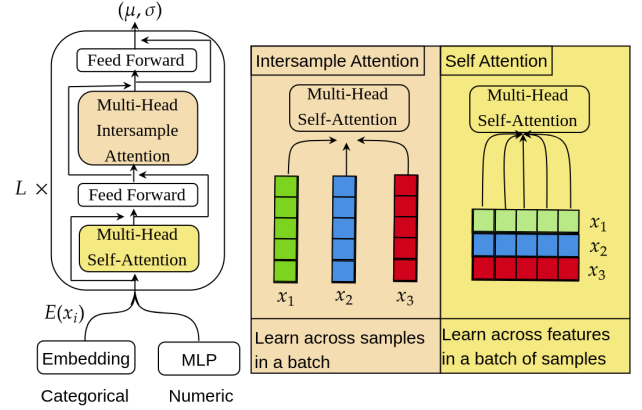 (μ, σ)
Feed Forward
Multi-Head
Intersample
Attention
L ×
Feed Forward
Multi-Head
Self-Attention
E(xᵢ)
Embedding
MLP
Categorical
Numeric
Intersample Attention
Multi-Head
Self-Attention
x₁
x₂
x₃
Learn across samples
in a batch
Self Attention
Multi-Head
Self-Attention
x₁
x₂
x₃
Learn across features
in a batch of samples